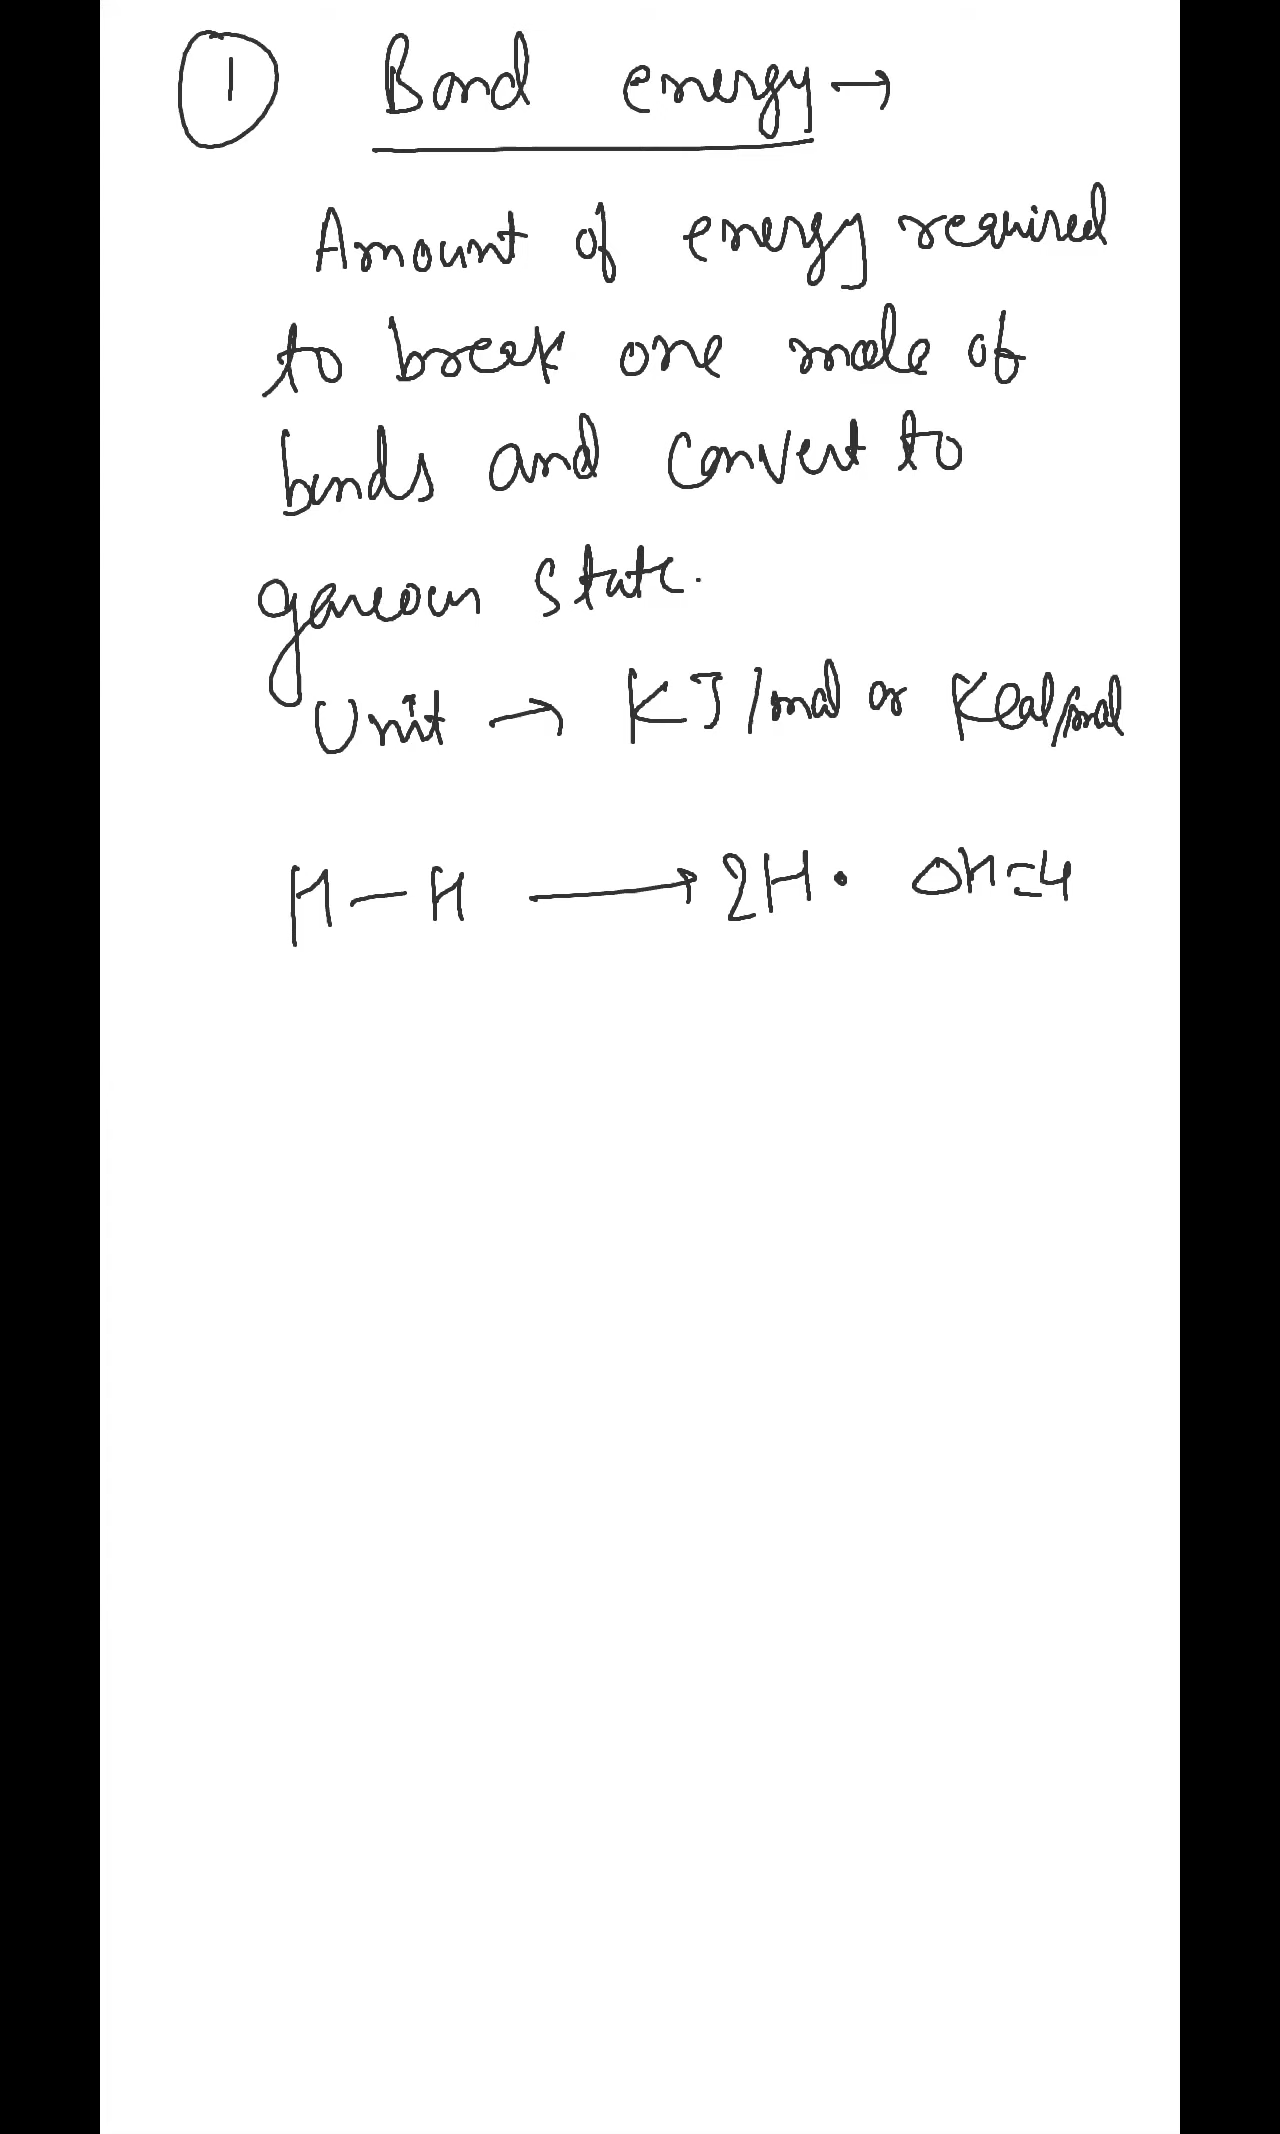 ① Bond energy →
Amount of energy required
to break one mole of
bonds and convert to
gaseous state.
Unit → KJ/mol or Kcal/mol
H—H ⟶ 2H• ΔH=4